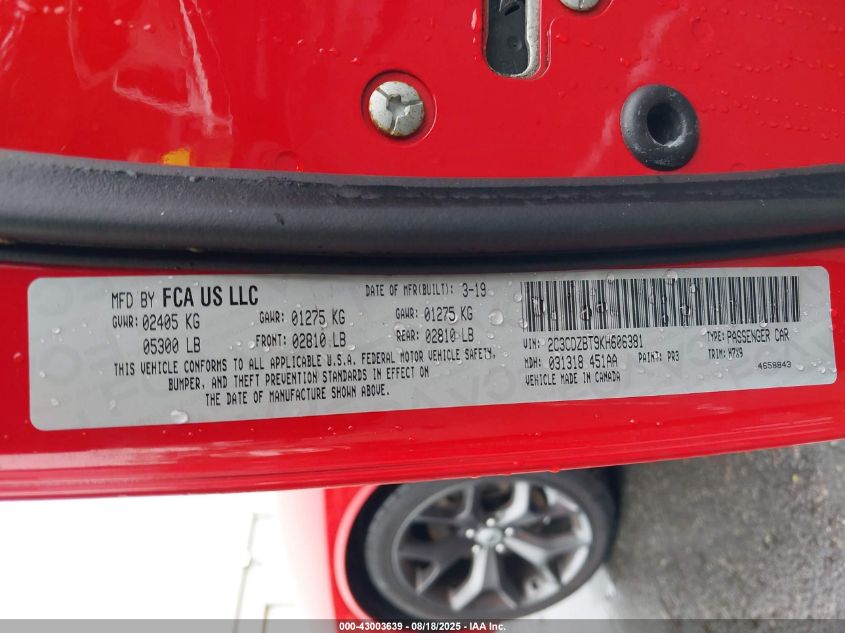 MFD BY FCA US LLC
DATE OF MFR(BUILT): 3-19
GVWR: 02405 KG GAWR: 01275 KG GAWR: 01275 KG
05300 LB FRONT: 02810 LB REAR: 02810 LB
THIS VEHICLE CONFORMS TO ALL APPLICABLE U.S.A. FEDERAL MOTOR VEHICLE SAFETY,
BUMPER, AND THEFT PREVENTION STANDARDS IN EFFECT ON
THE DATE OF MANUFACTURE SHOWN ABOVE.
VIN: 2C3CDZBT9KH606381 TYPE: PASSENGER CAR
MDH: 031318 451AA PAINT: PR3 TRIM: M7X9
VEHICLE MADE IN CANADA 4658843
000-43003639 - 08/18/2025 - IAA Inc.